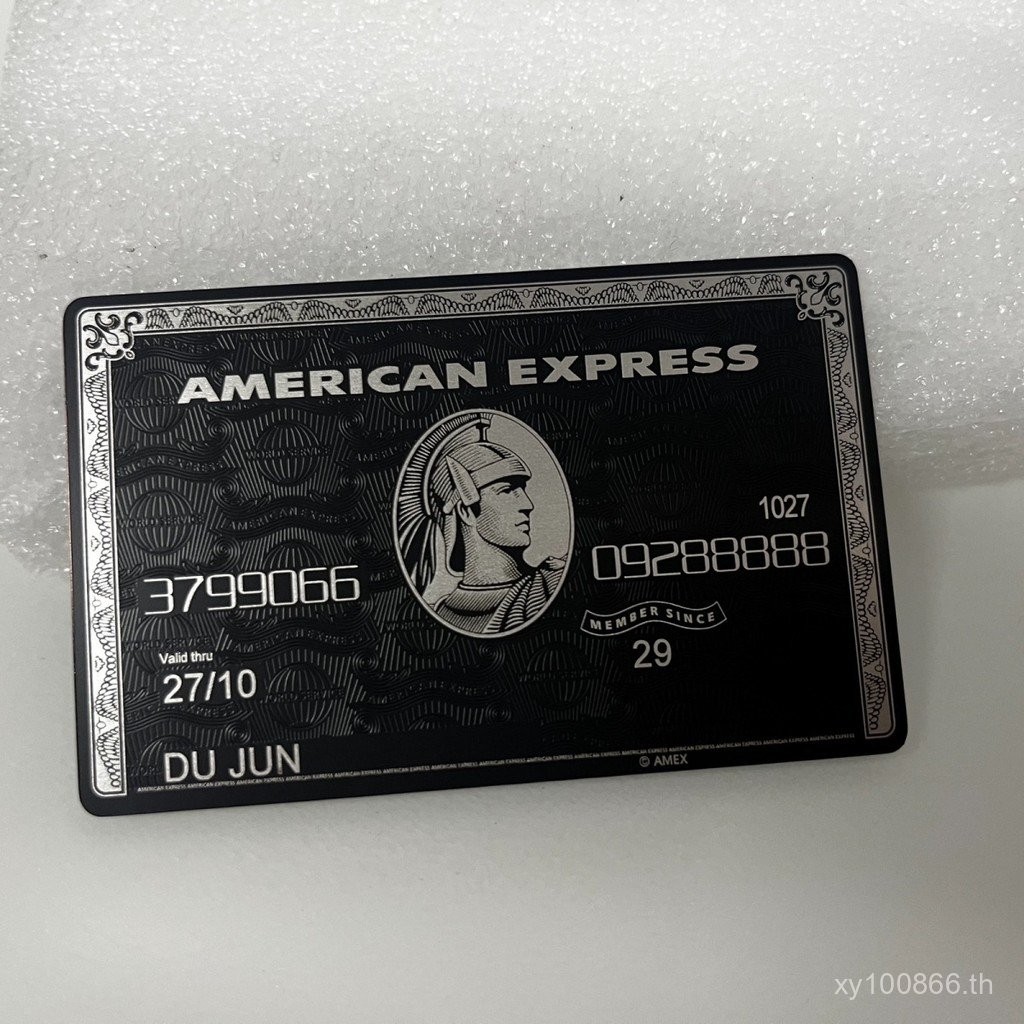 AMERICAN EXPRESS
1027
3799066 09288888
MEMBER SINCE
Valid thru
29
27/10
DU JUN
© AMEX
xy100866.th